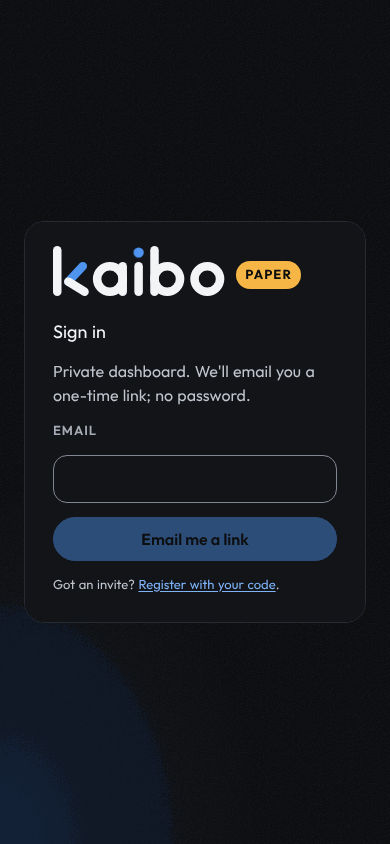 kaibo PAPER
Sign in
Private dashboard. We'll email you a
one-time link; no password.
EMAIL
Email me a link
Got an invite? Register with your code.